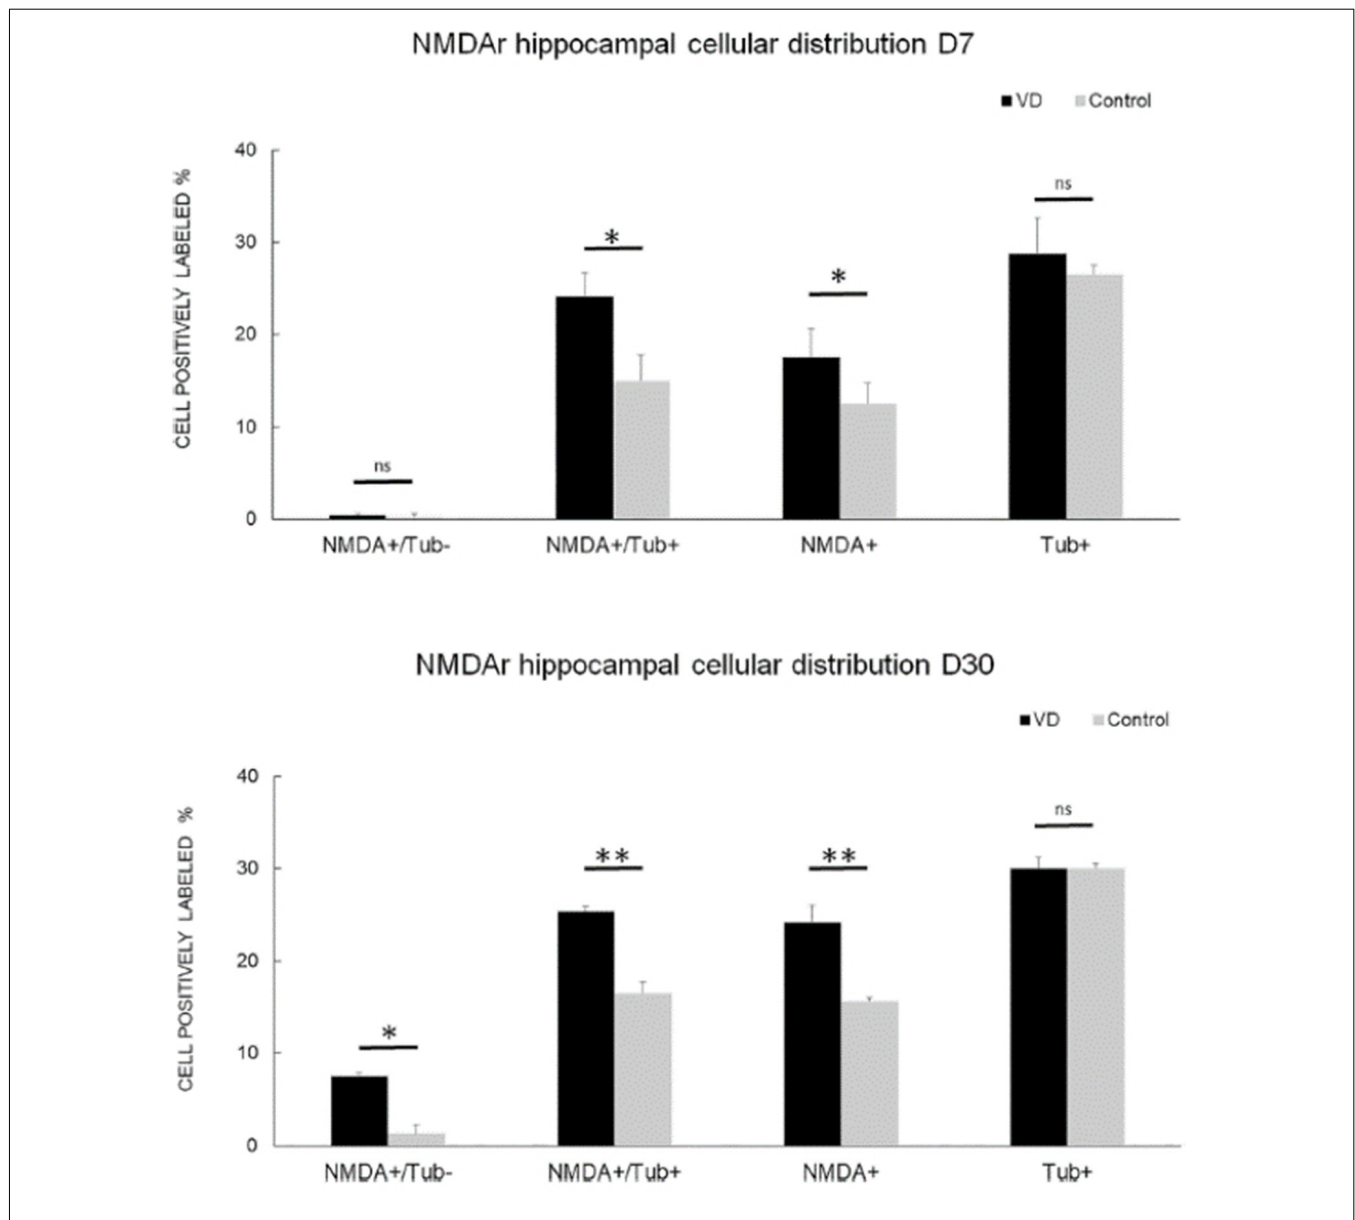 NMDAr hippocampal cellular distribution D7
VD Control
CELL POSITIVELY LABELED %
40
30
20
10
0
ns
*
*
ns
NMDA+/Tub- NMDA+/Tub+ NMDA+ Tub+
NMDAr hippocampal cellular distribution D30
VD Control
CELL POSITIVELY LABELED %
40
30
20
10
0
*
**
**
ns
NMDA+/Tub- NMDA+/Tub+ NMDA+ Tub+